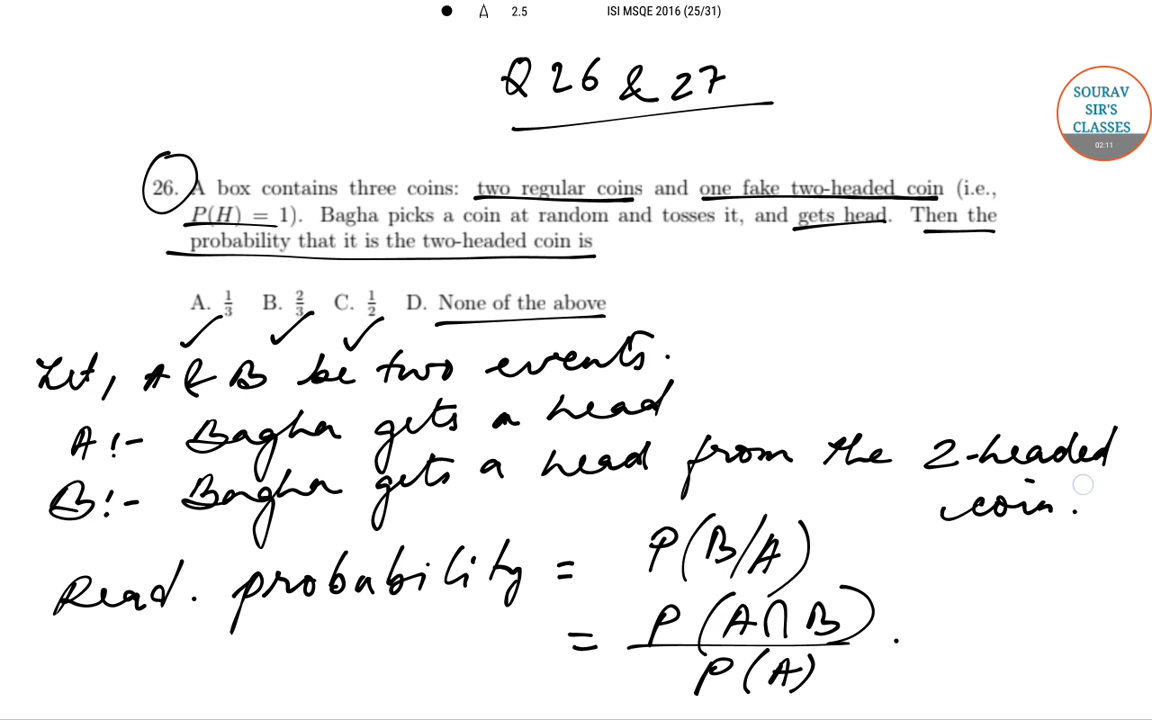 A 2.5 ISI MSQE 2016 (25/31)
Q 26 & 27
SOURAV
SIR'S
CLASSES
02:11
26. A box contains three coins: two regular coins and one fake two-headed coin (i.e.,
P(H) = 1). Bagha picks a coin at random and tosses it, and gets head. Then the
probability that it is the two-headed coin is
A. 1/3 B. 2/3 C. 1/2 D. None of the above
Let, A & B be two events.
A:- Bagha gets a head
B:- Bagha gets a head from the 2-headed
coin.
Read. probability = P(B/A)
= P(A∩B) / P(A) .